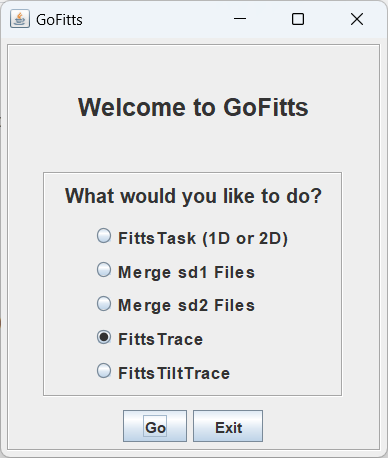 GoFitts
Welcome to GoFitts
What would you like to do?
FittsTask (1D or 2D)
Merge sd1 Files
Merge sd2 Files
FittsTrace
FittsTiltTrace
Go Exit